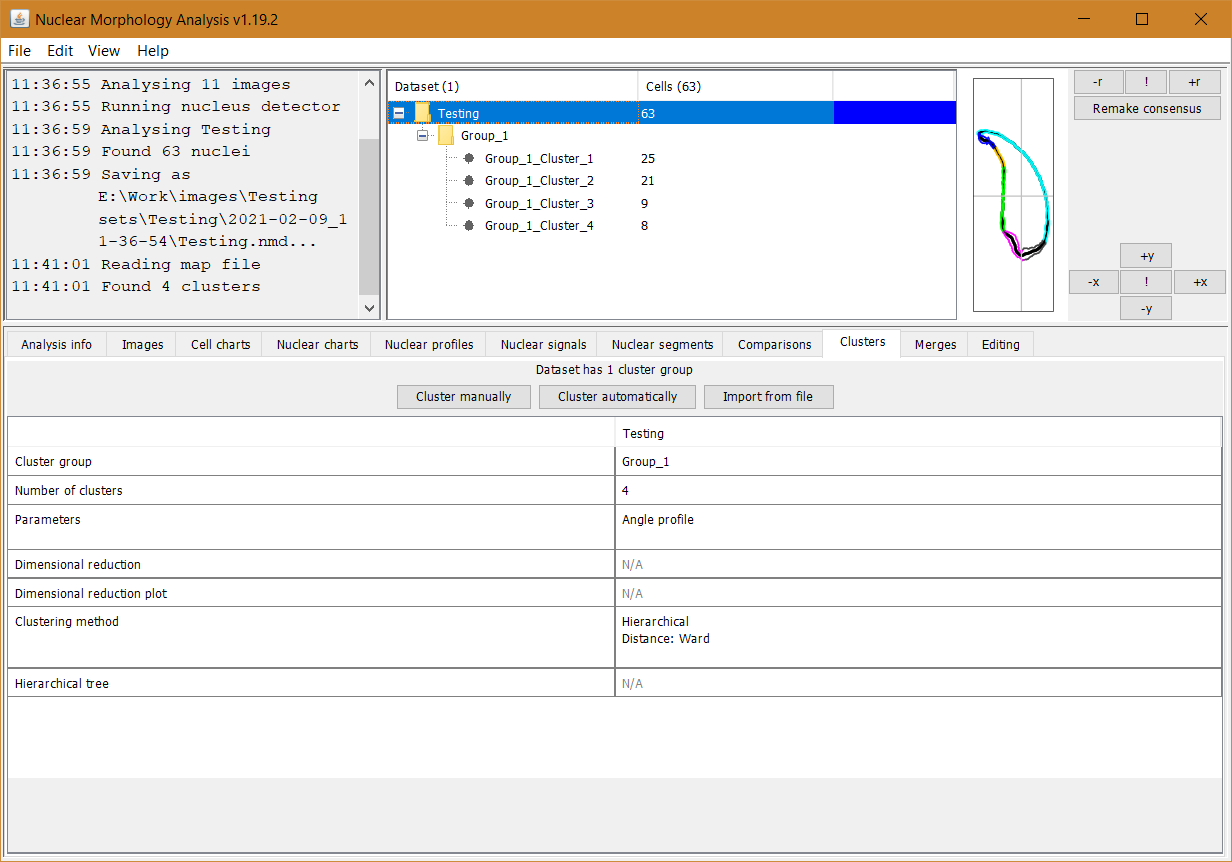 Nuclear Morphology Analysis v1.19.2
File Edit View Help
11:36:55 Analysing 11 images
11:36:55 Running nucleus detector
11:36:59 Analysing Testing
11:36:59 Found 63 nuclei
11:36:59 Saving as
E:\Work\images\Testing
sets\Testing\2021-02-09_1
1-36-54\Testing.nmd...
11:41:01 Reading map file
11:41:01 Found 4 clusters
Dataset (1) Cells (63)
Testing 63
Group_1
Group_1_Cluster_1 25
Group_1_Cluster_2 21
Group_1_Cluster_3 9
Group_1_Cluster_4 8
-r ! +r
Remake consensus
+y
-x ! +x
-y
Analysis info Images Cell charts Nuclear charts Nuclear profiles Nuclear signals Nuclear segments Comparisons Clusters Merges Editing
Dataset has 1 cluster group
Cluster manually Cluster automatically Import from file
Testing
Cluster group Group_1
Number of clusters 4
Parameters Angle profile
Dimensional reduction N/A
Dimensional reduction plot N/A
Clustering method Hierarchical
Distance: Ward
Hierarchical tree N/A